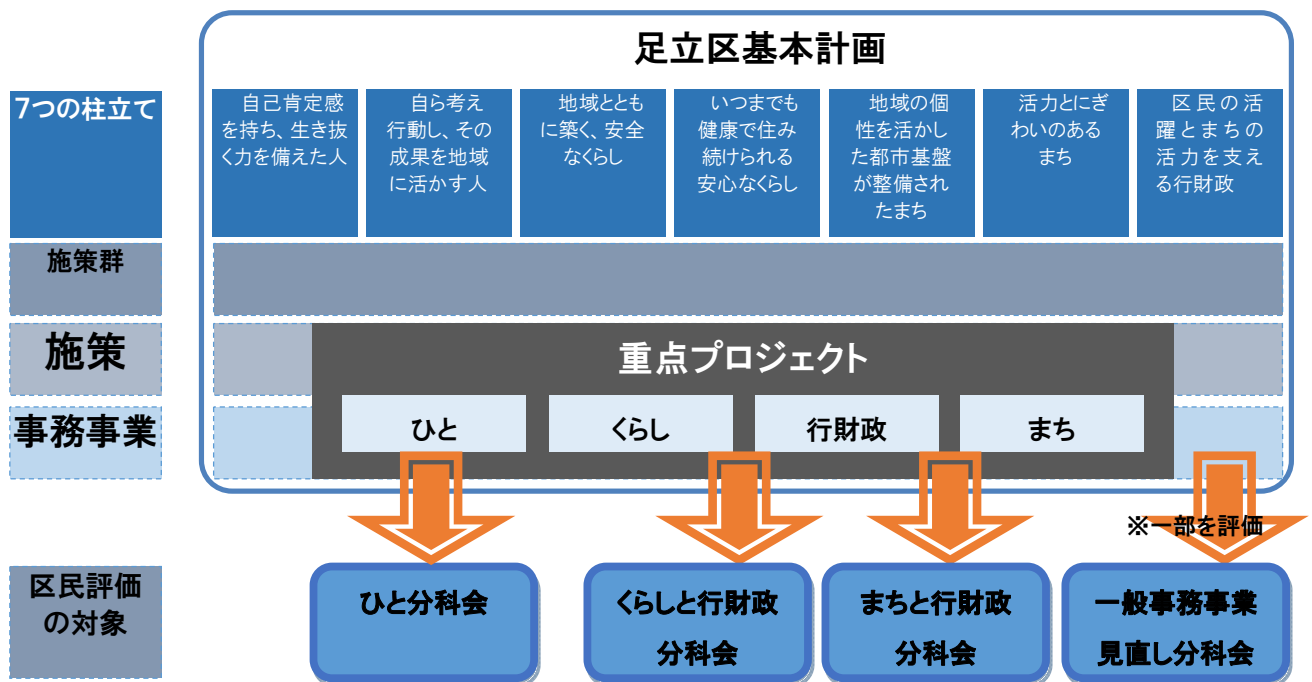 足立区基本計画
7つの柱立て
自己肯定感
を持ち、生き抜
く力を備えた人
自ら考え
行動し、その
成果を地域
に活かす人
地域ととも
に築く、安全
なくらし
いつまでも
健康で住み
続けられる
安心なくらし
地域の個
性を活かし
た都市基盤
が整備され
たまち
活力とにぎ
わいのある
まち
区民の活
躍とまちの
活力を支え
る行財政
施策群
施策
重点プロジェクト
事務事業
ひと
くらし
行財政
まち
※一部を評価
区民評価
の対象
ひと分科会
くらしと行財政
分科会
まちと行財政
分科会
一般事務事業
見直し分科会